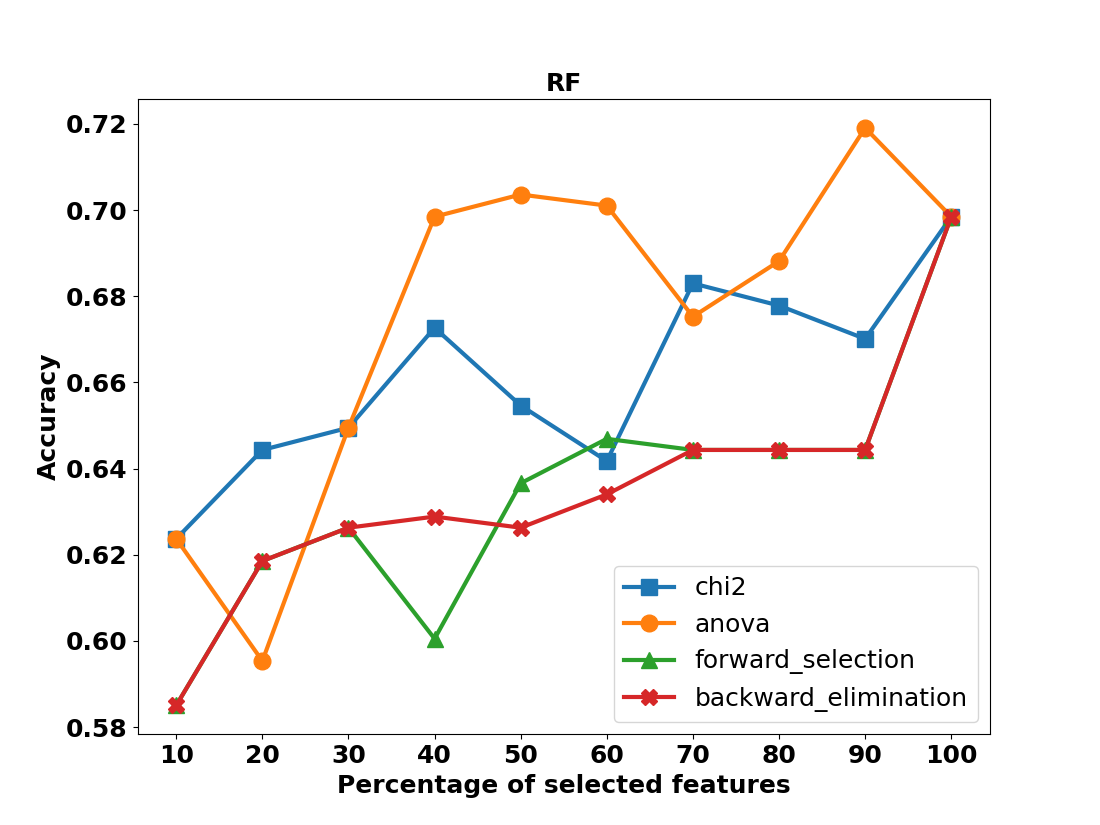 RF
0.72
0.70
0.68
0.66
0.64
0.62
0.60
0.58
Accuracy
10 20 30 40 50 60 70 80 90 100
Percentage of selected features
chi2
anova
forward_selection
backward_elimination